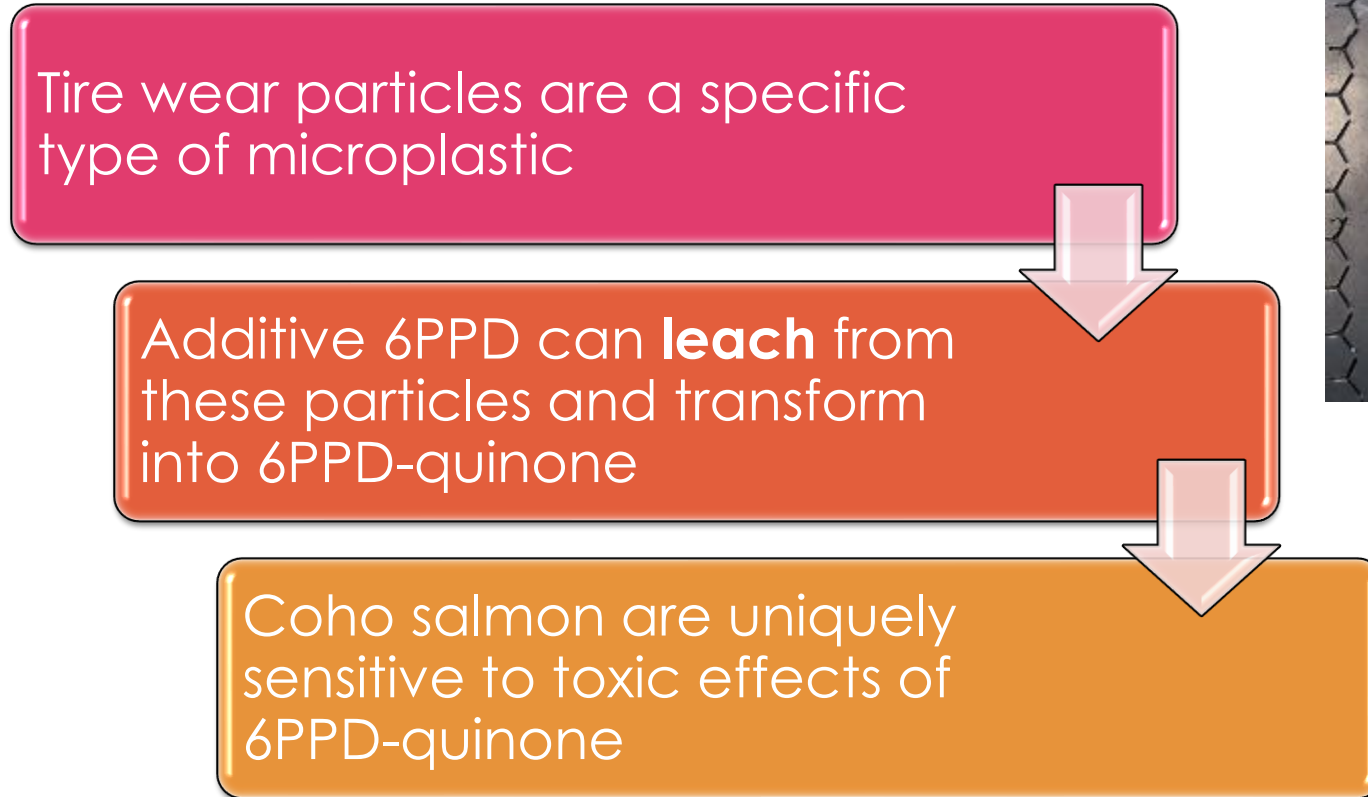 Tire wear particles are a specific
type of microplastic
Additive 6PPD can leach from
these particles and transform
into 6PPD-quinone
Coho salmon are uniquely
sensitive to toxic effects of
6PPD-quinone